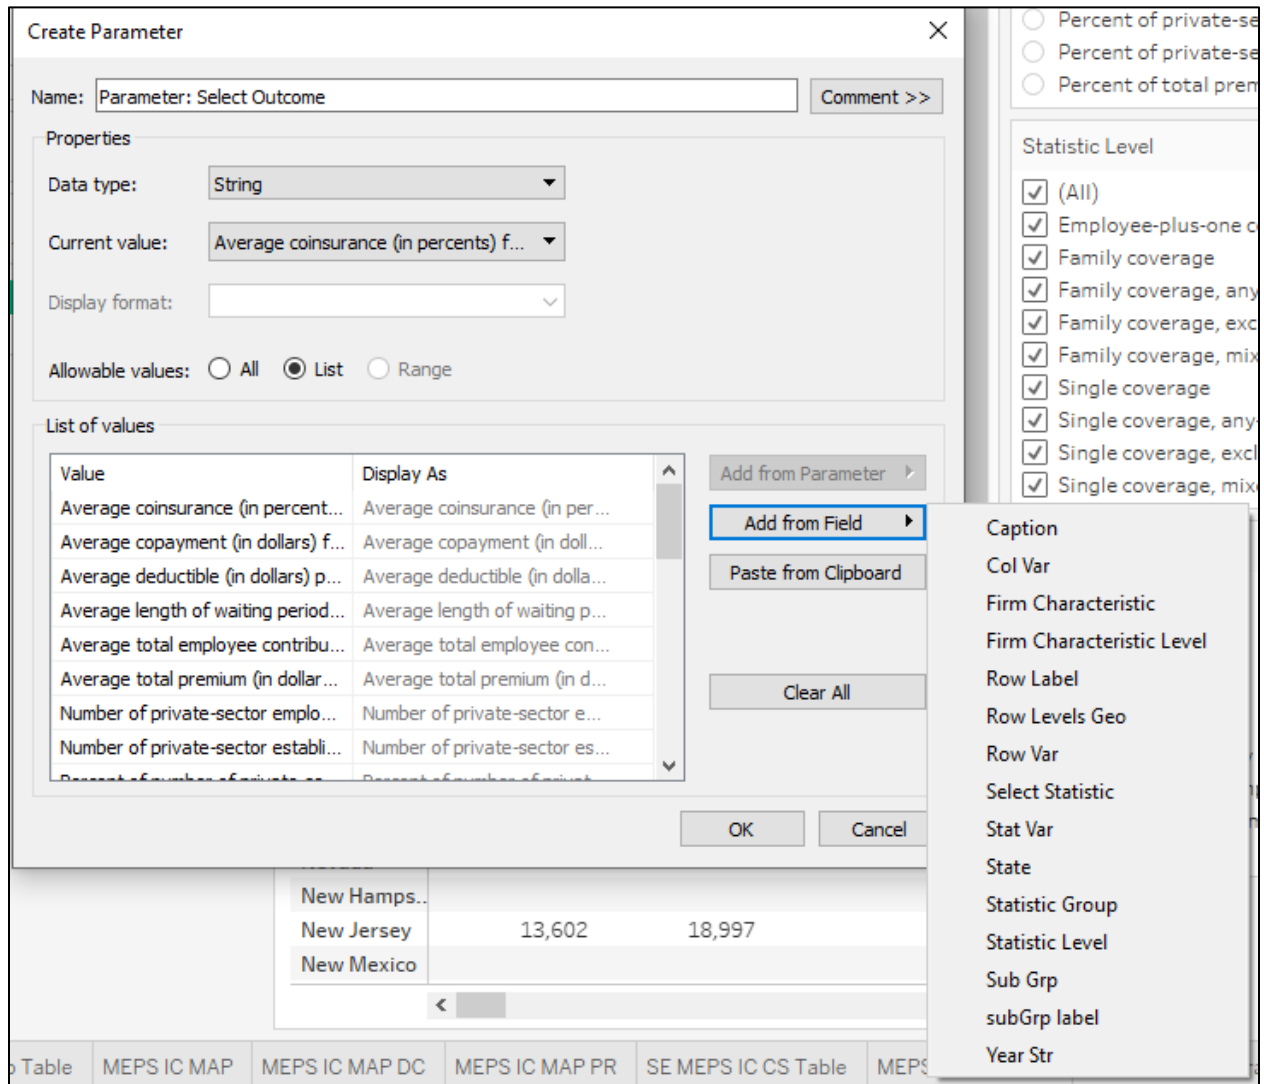 Create Parameter
Name: Parameter: Select Outcome Comment >>
Properties
Data type: String
Current value: Average coinsurance (in percents) f...
Display format:
Allowable values: All List Range
List of values
Value Display As
Average coinsurance (in percent... Average coinsurance (in per...
Average copayment (in dollars) f... Average copayment (in doll...
Average deductible (in dollars) p... Average deductible (in dolla...
Average length of waiting period... Average length of waiting p...
Average total employee contribu... Average total employee con...
Average total premium (in dollar... Average total premium (in d...
Number of private-sector emplo... Number of private-sector e...
Number of private-sector establi... Number of private-sector es...
Add from Parameter
Add from Field
Paste from Clipboard
Clear All
OK Cancel
Percent of private-se
Percent of private-se
Percent of total prem
Statistic Level
(All)
Employee-plus-one c
Family coverage
Family coverage, any
Family coverage, exc
Family coverage, mix
Single coverage
Single coverage, any-
Single coverage, excl
Single coverage, mix
Caption
Col Var
Firm Characteristic
Firm Characteristic Level
Row Label
Row Levels Geo
Row Var
Select Statistic
Stat Var
State
Statistic Group
Statistic Level
Sub Grp
subGrp label
Year Str
New Hamps..
New Jersey 13,602 18,997
New Mexico
Table MEPS IC MAP MEPS IC MAP DC MEPS IC MAP PR SE MEPS IC CS Table MEPS